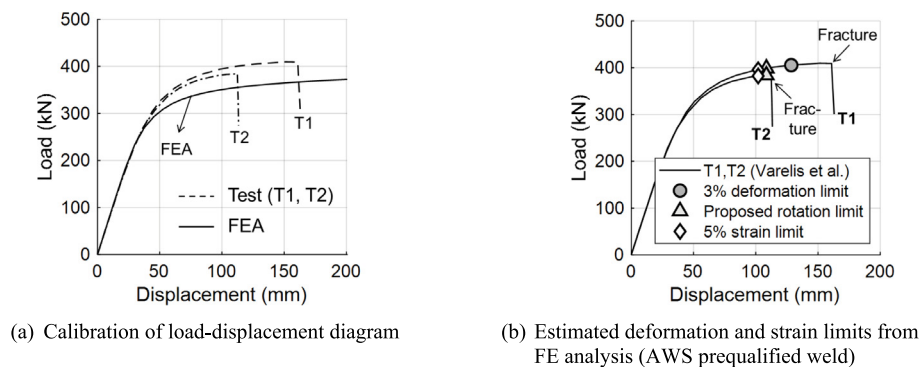 500
400
300
200
100
0
Load (kN)
T2
T1
FEA
Test (T1, T2)
FEA
0
50
100
150
200
Displacement (mm)
(a) Calibration of load-displacement diagram
500
400
300
200
100
0
Load (kN)
Fracture
Frac-
ture
T2
T1
T1,T2 (Varelis et al.)
3% deformation limit
Proposed rotation limit
5% strain limit
0
50
100
150
200
Displacement (mm)
(b) Estimated deformation and strain limits from
FE analysis (AWS prequalified weld)